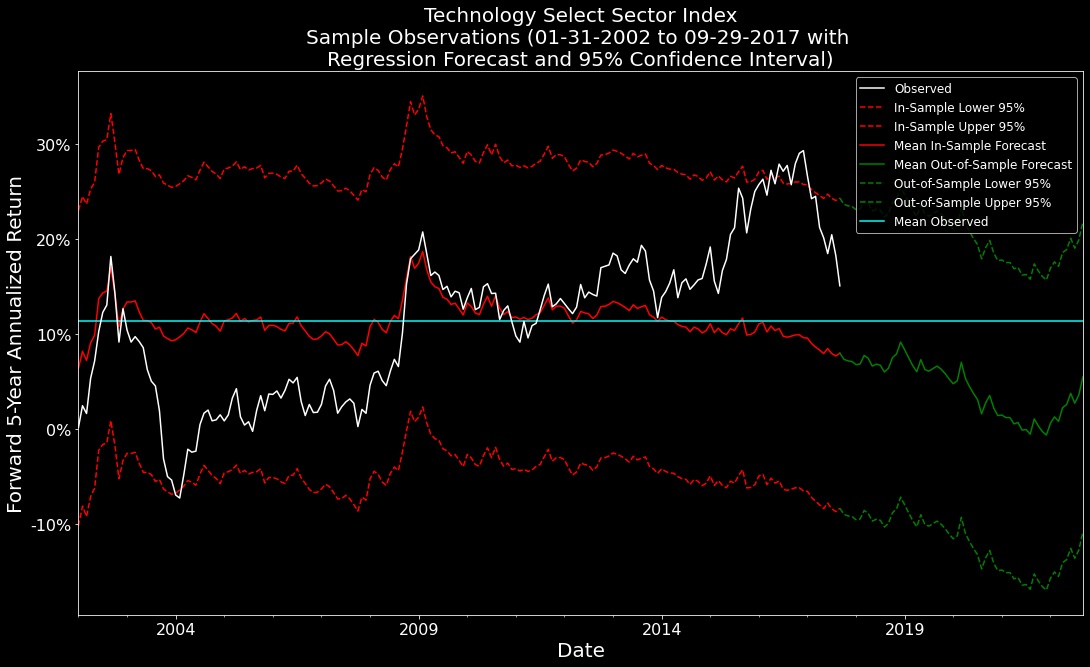 Technology Select Sector Index
Sample Observations (01-31-2002 to 09-29-2017 with
Regression Forecast and 95% Confidence Interval)
Observed
In-Sample Lower 95%
In-Sample Upper 95%
Mean In-Sample Forecast
Mean Out-of-Sample Forecast
Out-of-Sample Lower 95%
Out-of-Sample Upper 95%
Mean Observed
Forward 5-Year Annualized Return
30%
20%
10%
0%
-10%
2004 2009 2014 2019
Date